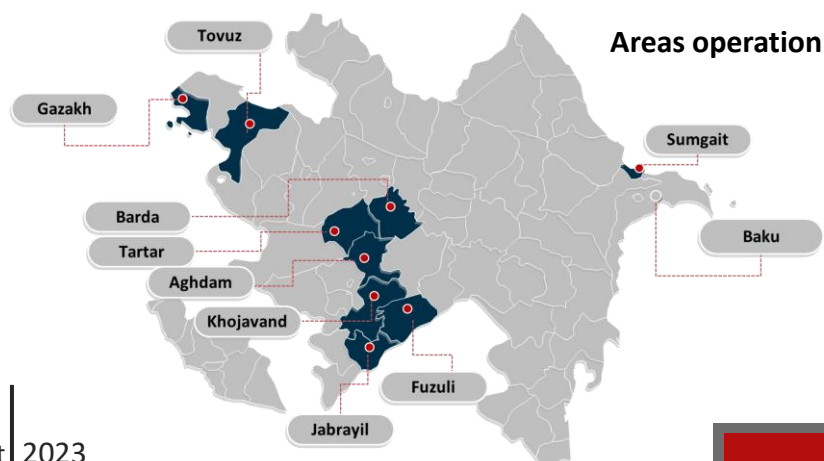 Tovuz
Areas operation
Gazakh
Sumgait
Barda
Baku
Tartar
Aghdam
Khojavand
Fuzuli
Jabrayil
2023